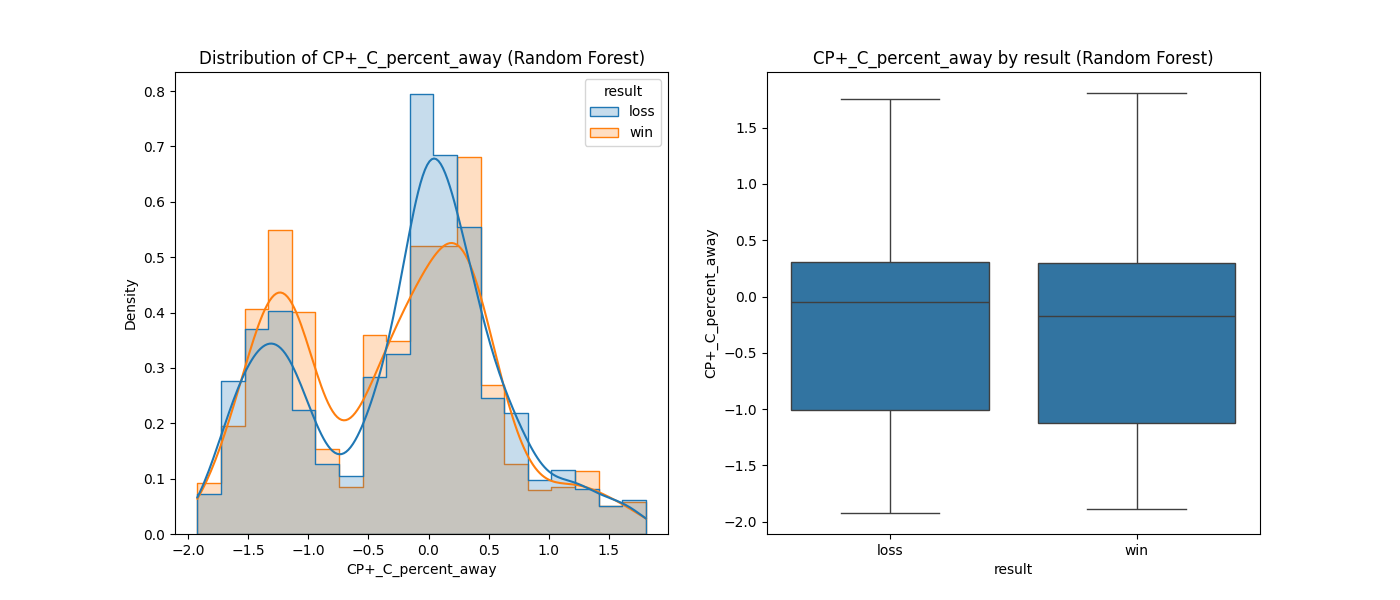 Distribution of CP+_C_percent_away (Random Forest)
result
loss
win
Density
0.8
0.7
0.6
0.5
0.4
0.3
0.2
0.1
0.0
−2.0 −1.5 −1.0 −0.5 0.0 0.5 1.0 1.5
CP+_C_percent_away
CP+_C_percent_away by result (Random Forest)
CP+_C_percent_away
1.5
1.0
0.5
0.0
−0.5
−1.0
−1.5
−2.0
loss win
result